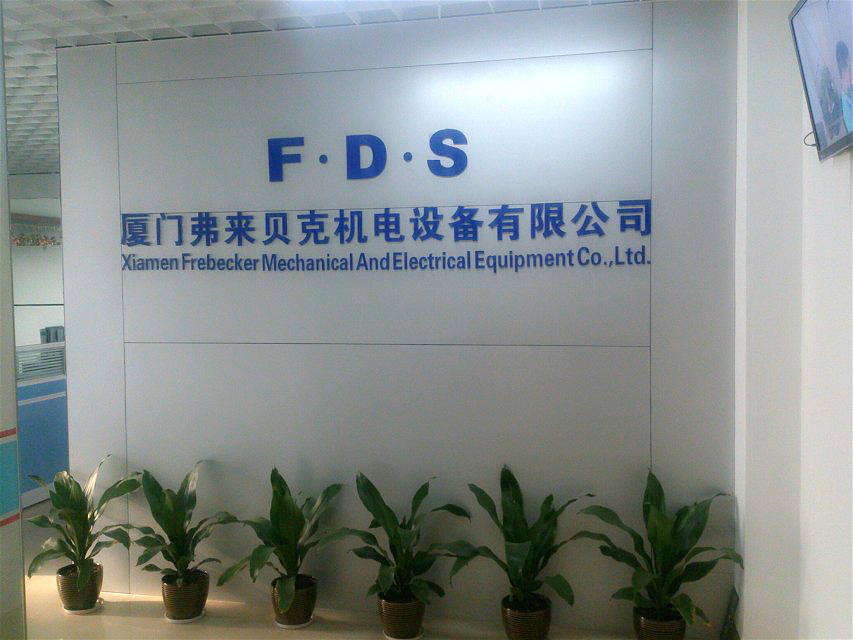 F·D·S
厦门弗来贝克机电设备有限公司
Xiamen Frebecker Mechanical And Electrical Equipment Co.,Ltd.